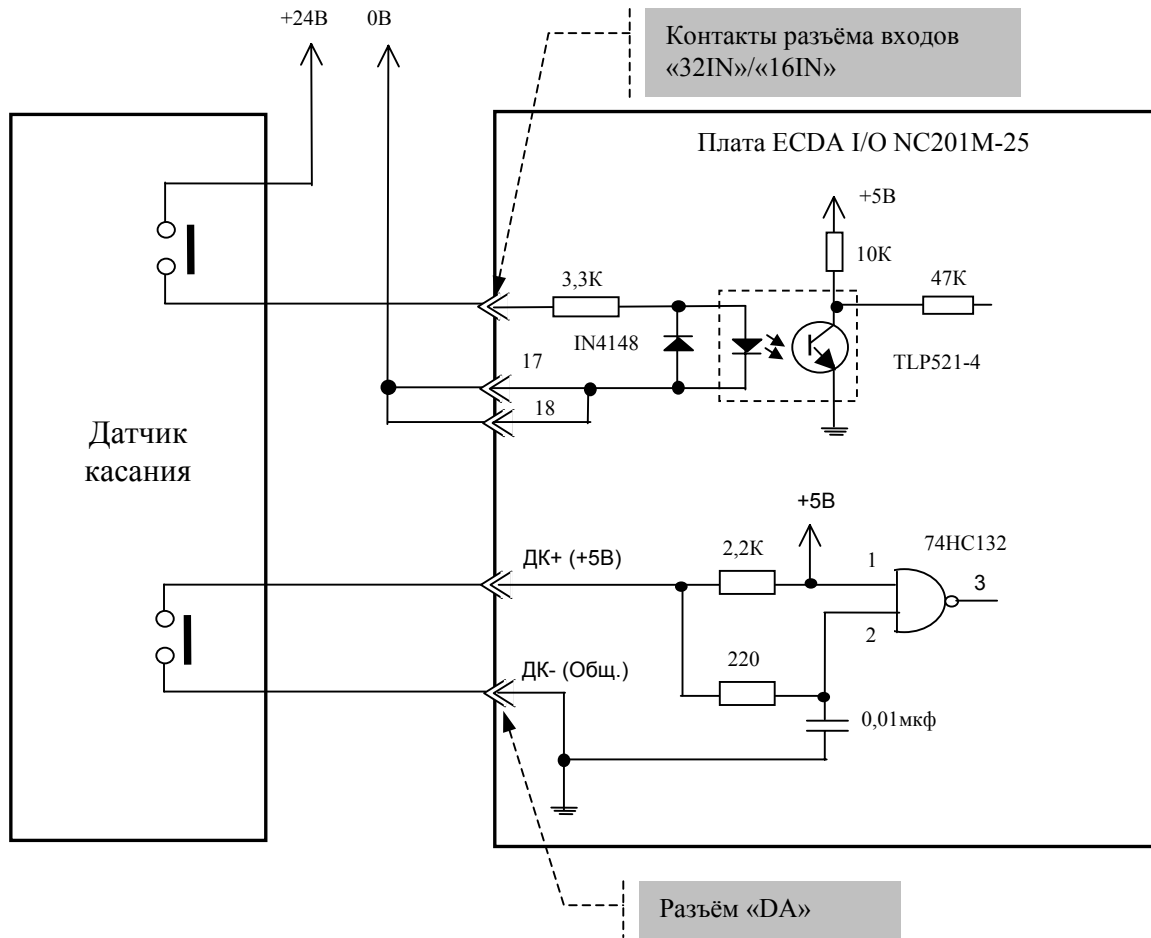 +24В
0В
Контакты разъёма входов
«32IN»/«16IN»
Плата ECDA I/O NC201M-25
+5В
10К
47К
3,3К
IN4148
TLP521-4
17
18
Датчик
касания
+5В
ДК+ (+5В)
2,2К
74НС132
1
3
2
220
ДК- (Общ.)
0,01мкф
Разъём «DA»